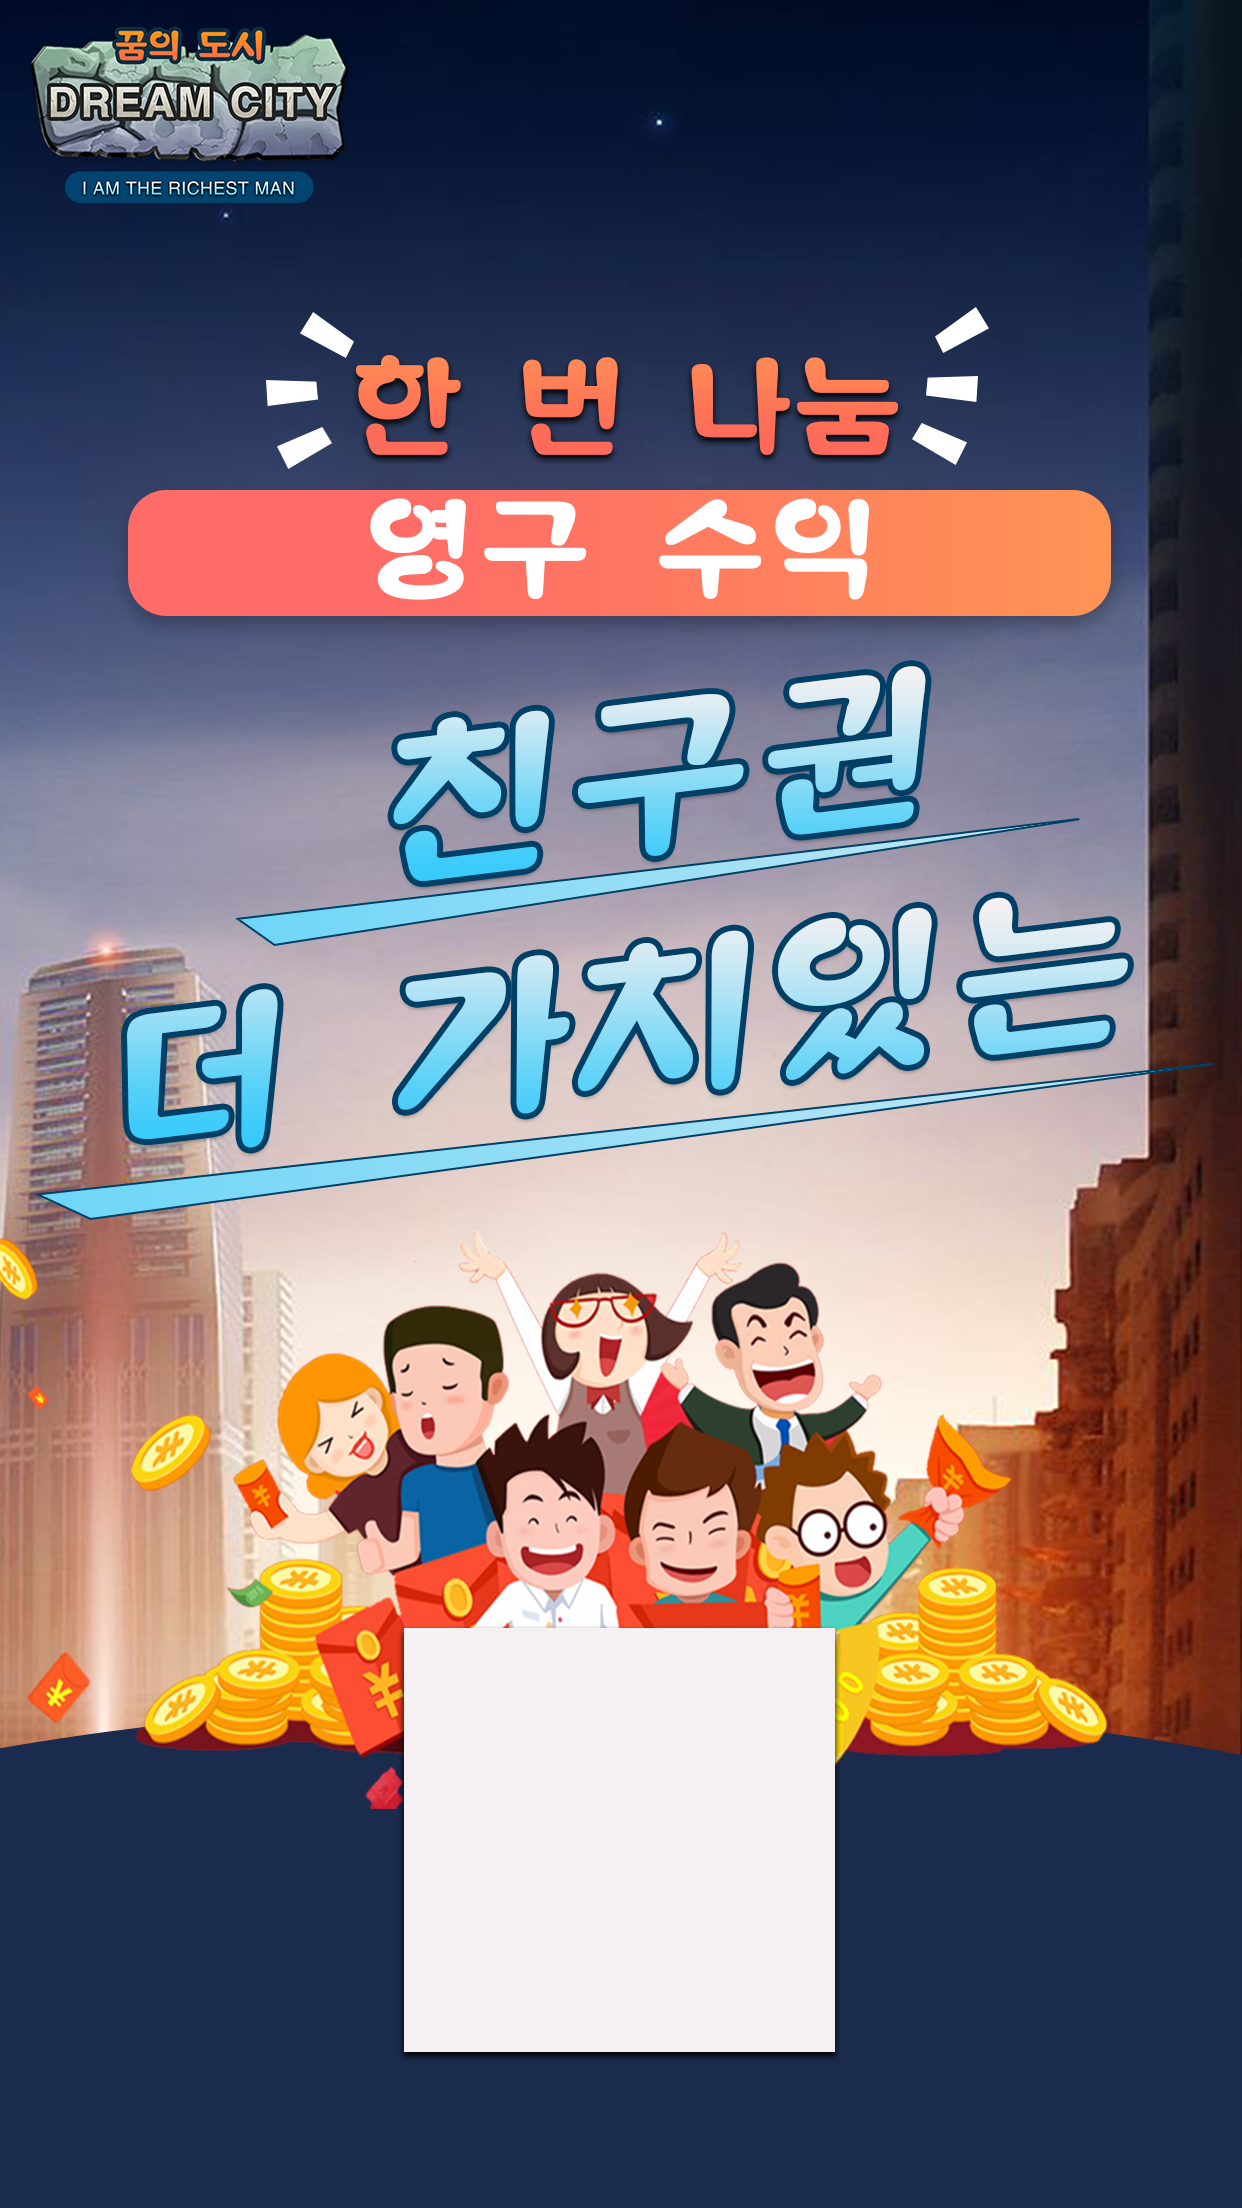 꿈의 도시
DREAM CITY
I AM THE RICHEST MAN
한 번 나눔
영구 수익
친구권
더 가치있는